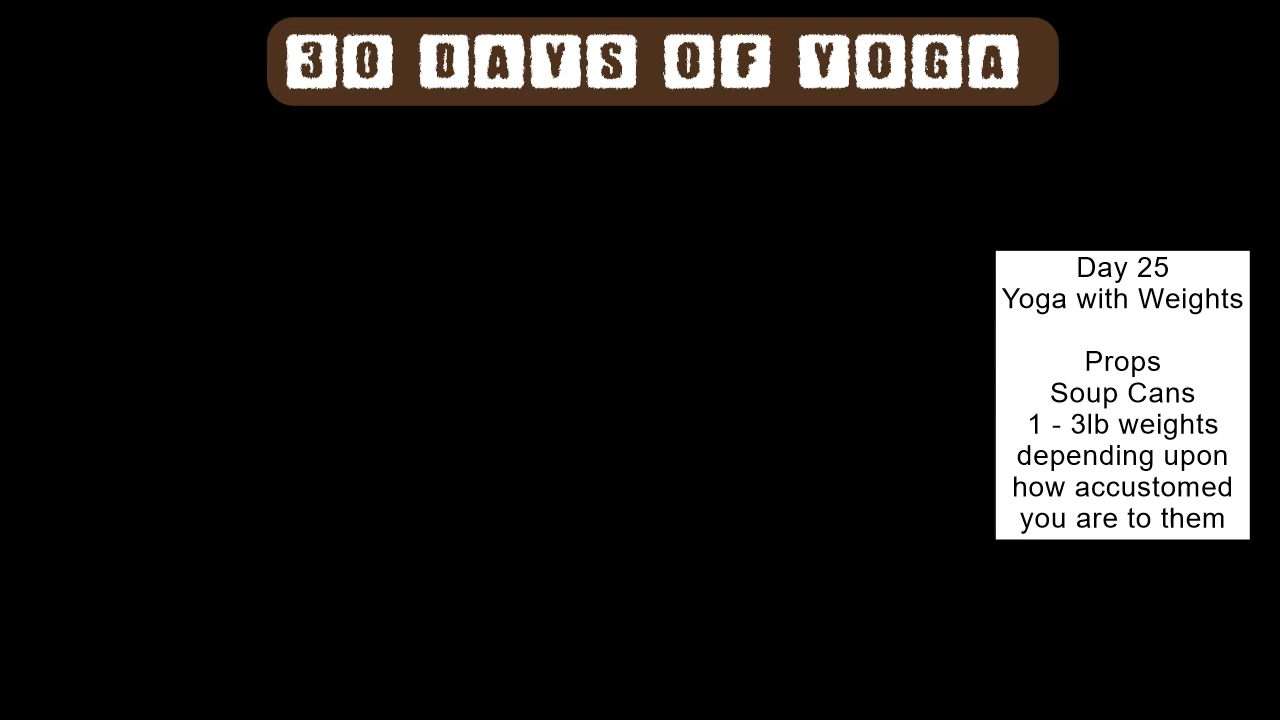 30 DAYS OF YOGA
Day 25
Yoga with Weights
Props
Soup Cans
1 - 3lb weights
depending upon
how accustomed
you are to them